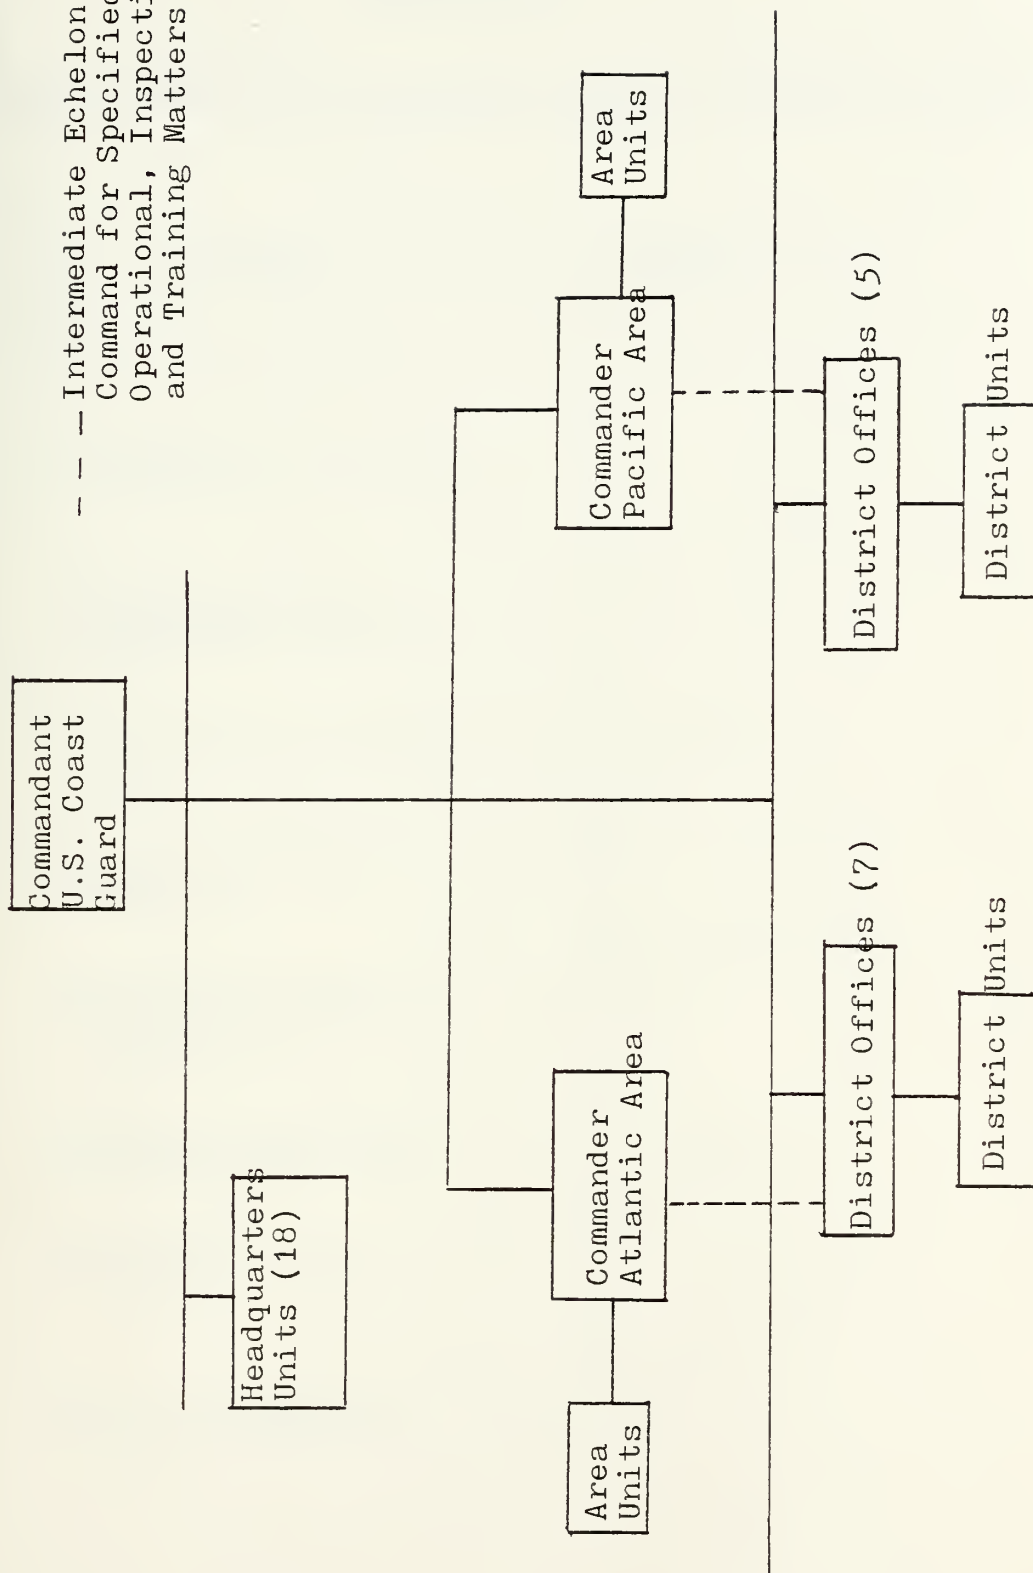 - - - Intermediate Echelon
Command for Specified
Operational,
and Training Matters
Commandant
U.S. Coast
Guard
Headquarters
Units (18)
Commander
Atlantic Area
Area
Units
Commander
Pacific Area
Area
Units
District Offices (7)
District Units
District Offices (5)
District Units